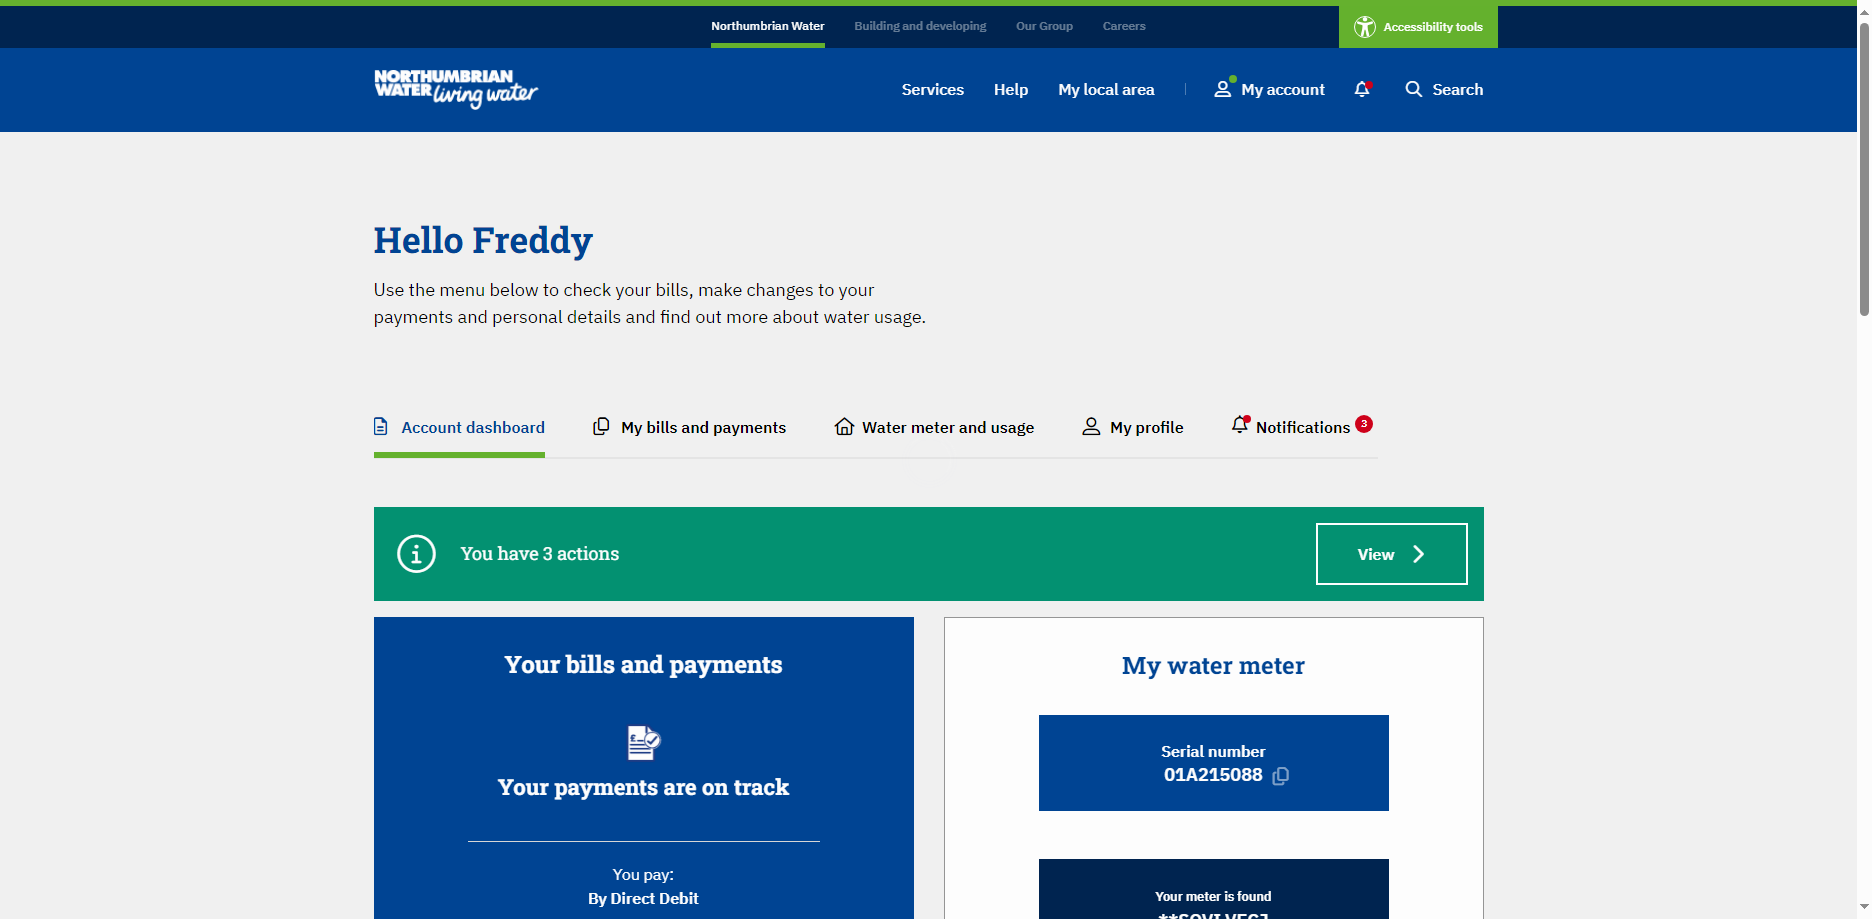 Northumbrian Water
Building and developing
Our Group
Careers
Accessibility tools
NORTHUMBRIAN
WATER living water
Services
Help
My local area
My account
Search
Hello Freddy
Use the menu below to check your bills, make changes to your
payments and personal details and find out more about water usage.
Account dashboard
My bills and payments
Water meter and usage
My profile
Notifications 3
You have 3 actions
View
Your bills and payments
£
Your payments are on track
You pay:
By Direct Debit
My water meter
Serial number
01A215088
Your meter is found